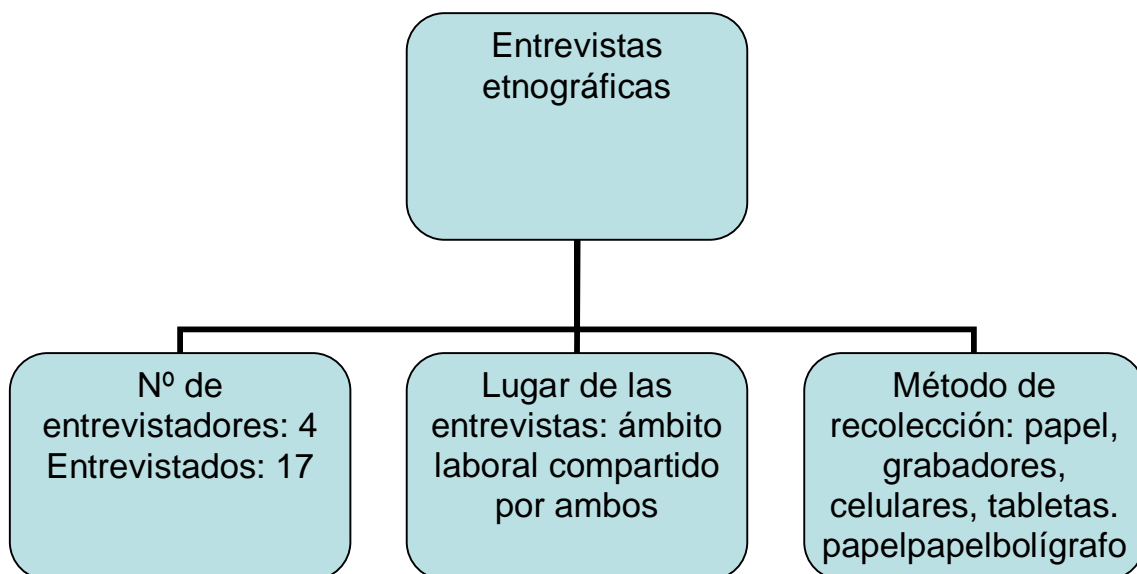 Entrevistas
etnográficas
Nº de
entrevistadores: 4
Entrevistados: 17
Lugar de las
entrevistas: ámbito
laboral compartido
por ambos
Método de
recolección: papel,
grabadores,
celulares, tabletas.
papelpapelbolígrafo